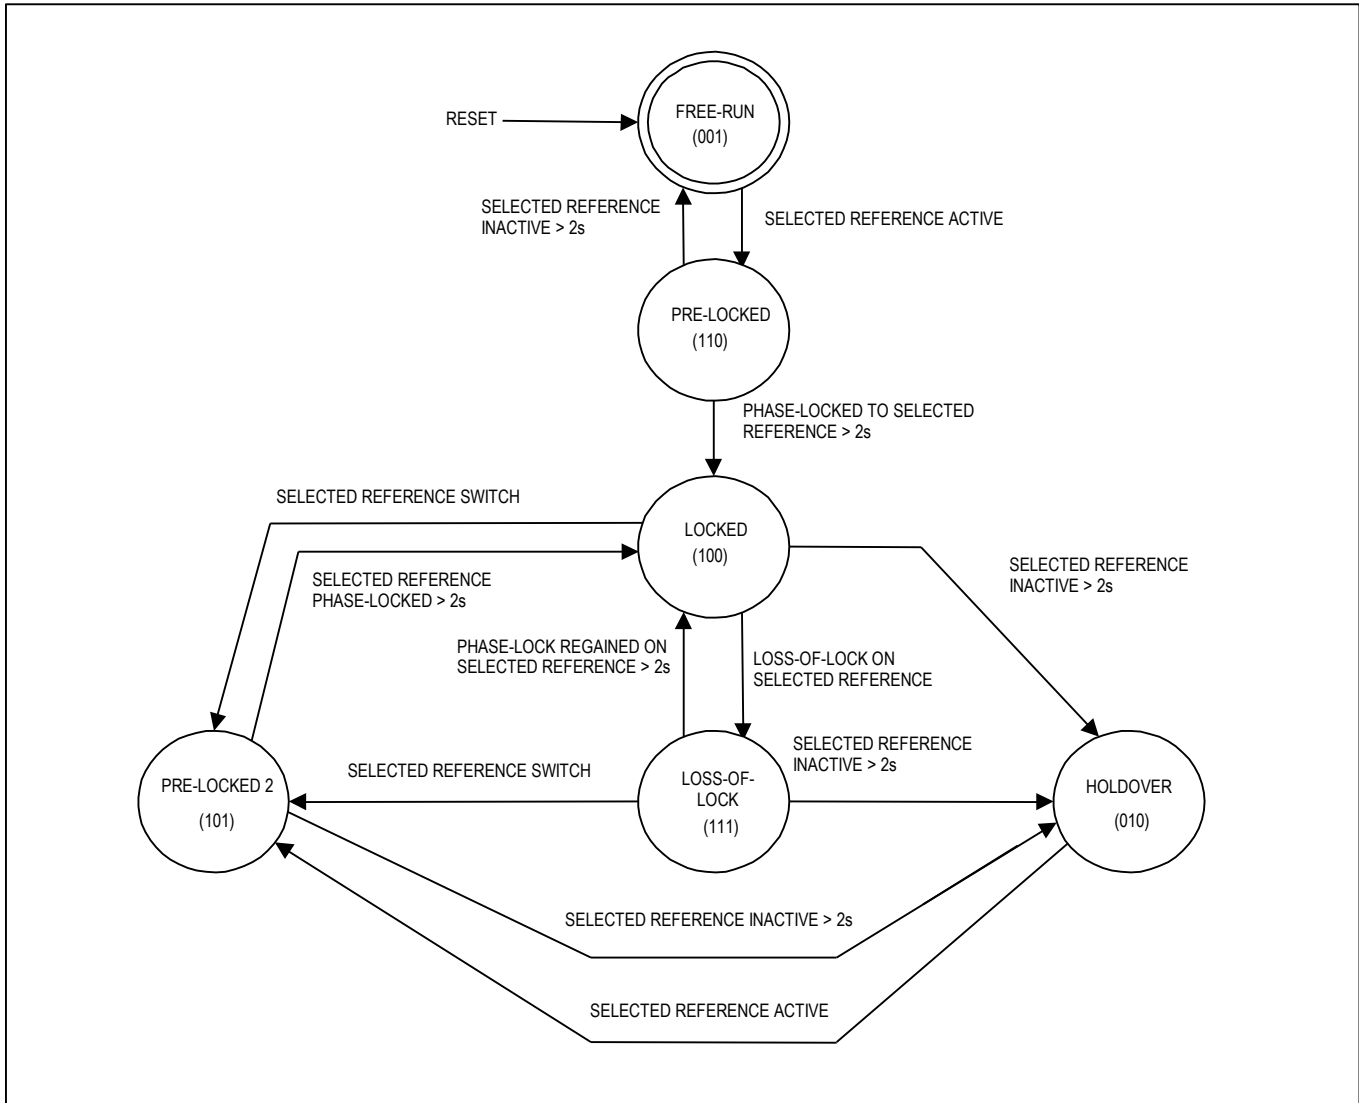 FREE-RUN
(001)
RESET
SELECTED REFERENCE
INACTIVE > 2s
SELECTED REFERENCE ACTIVE
PRE-LOCKED
(110)
PHASE-LOCKED TO SELECTED
REFERENCE > 2s
SELECTED REFERENCE SWITCH
LOCKED
(100)
SELECTED REFERENCE
PHASE-LOCKED > 2s
SELECTED REFERENCE
INACTIVE > 2s
PHASE-LOCK REGAINED ON
SELECTED REFERENCE > 2s
LOSS-OF-LOCK ON
SELECTED REFERENCE
SELECTED REFERENCE SWITCH
SELECTED REFERENCE
INACTIVE > 2s
PRE-LOCKED 2
(101)
LOSS-OF-
LOCK
(111)
HOLDOVER
(010)
SELECTED REFERENCE INACTIVE > 2s
SELECTED REFERENCE ACTIVE